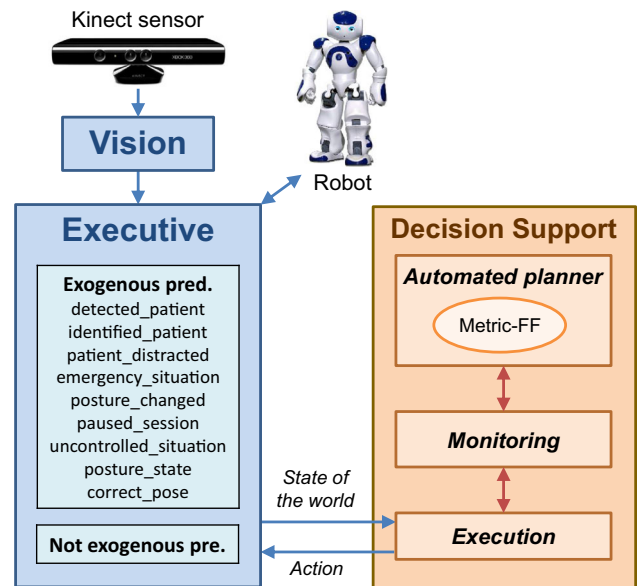 Kinect sensor
XBOX360
Vision
Robot
Executive
Exogenous pred.
detected_patient
identified_patient
patient_distracted
emergency_situation
posture_changed
paused_session
uncontrolled_situation
posture_state
correct_pose
Not exogenous pre.
State of
the world
Action
Decision Support
Automated planner
Metric-FF
Monitoring
Execution